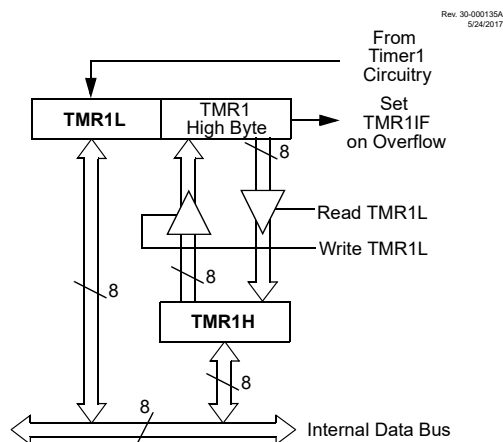 Rev. 30-000135A
5/24/2017
From
Timer1
Circuitry
TMR1L
TMR1
High Byte
Set
TMR1IF
on Overflow
8
Read TMR1L
Write TMR1L
8
8
TMR1H
8
8
Internal Data Bus